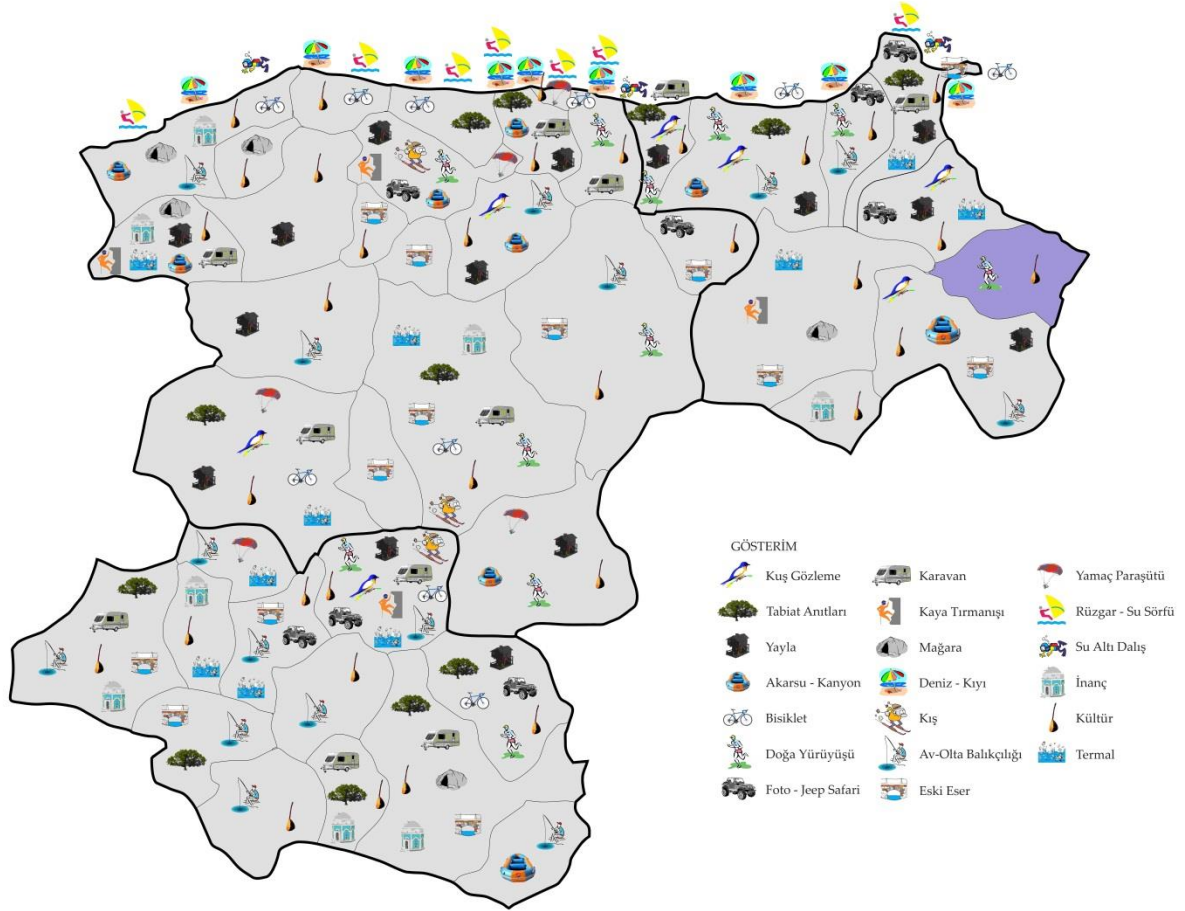 GÖSTERİM
Kuş Gözleme
Karavan
Yamaç Paraşütü
Tabiat Anıtları
Kaya Tırmanışı
Rüzgar - Su Sörfü
Yayla
Mağara
Su Altı Dalış
Akarsu - Kanyon
Deniz - Kıyı
İnanç
Bisiklet
Kış
Kültür
Doğa Yürüyüşü
Av-Olta Balıkçılığı
Termal
Foto - Jeep Safari
Eski Eser